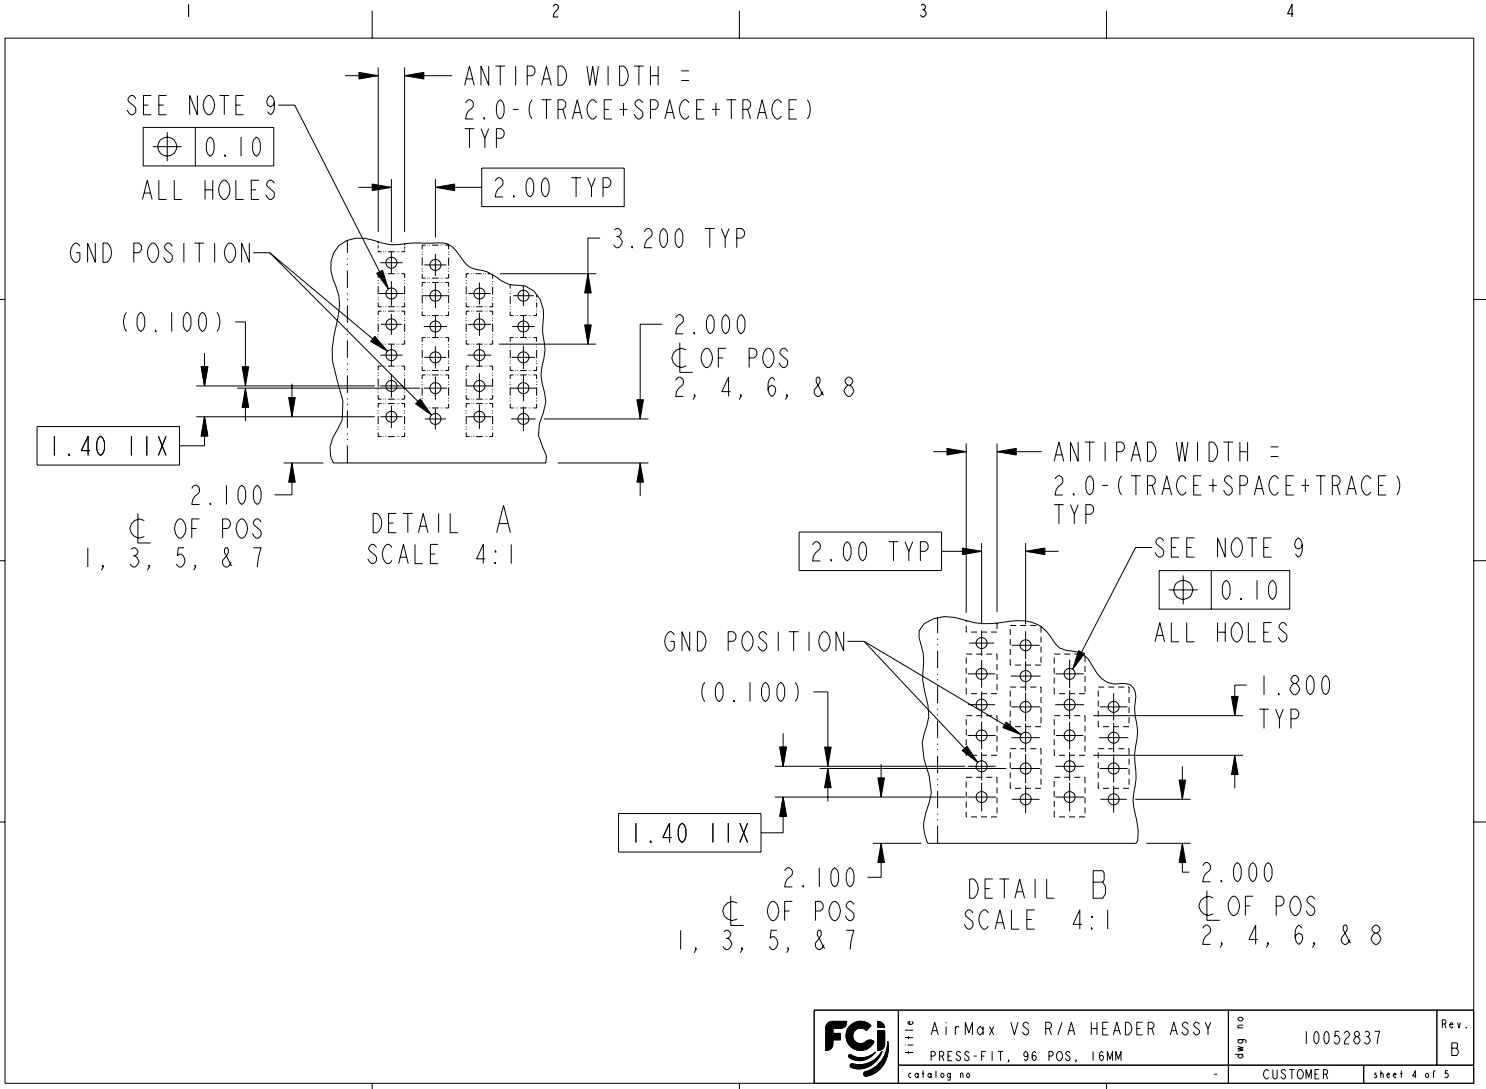 1
2
3
4
ANTIPAD WIDTH =
2.0-(TRACE+SPACE+TRACE)
TYP
SEE NOTE 9
⌖ 0.10
ALL HOLES
2.00 TYP
GND POSITION
3.200 TYP
(0.100)
2.000
℄ OF POS
2, 4, 6, & 8
1.40 11X
2.100
℄ OF POS
1, 3, 5, & 7
DETAIL A
SCALE 4:1
ANTIPAD WIDTH =
2.0-(TRACE+SPACE+TRACE)
TYP
2.00 TYP
SEE NOTE 9
⌖ 0.10
ALL HOLES
GND POSITION
(0.100)
1.800
TYP
1.40 11X
2.100
℄ OF POS
1, 3, 5, & 7
DETAIL B
SCALE 4:1
2.000
℄ OF POS
2, 4, 6, & 8
FCi
title
AirMax VS R/A HEADER ASSY
PRESS-FIT, 96 POS, 16MM
dwg no
10052837
Rev.
B
catalog no -
CUSTOMER
sheet 4 of 5